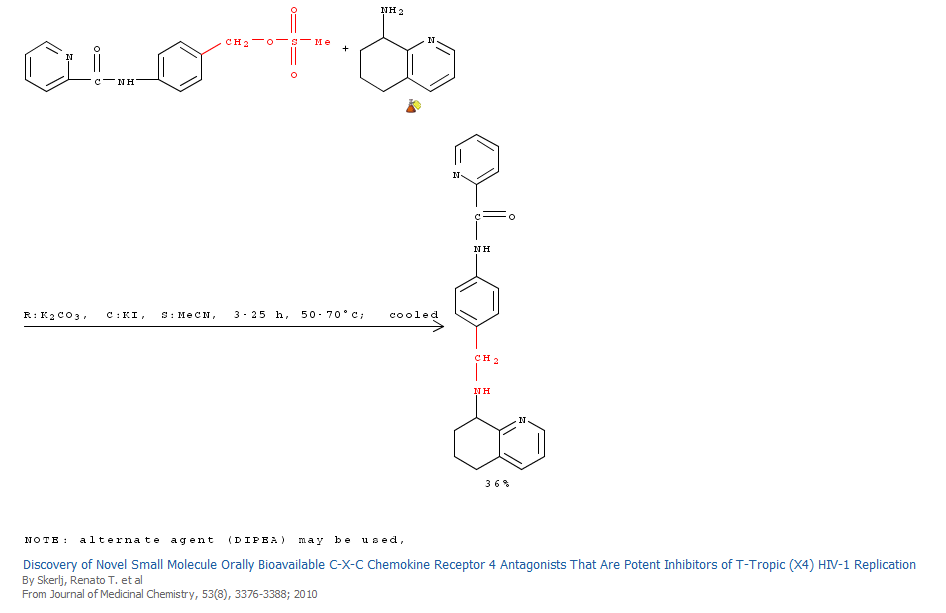 O
O
NH2
N
CH2
O
S
Me
+
N
C
NH
O
N
C
O
NH
R:K2CO3, C:KI, S:MeCN, 3-25 h, 50-70°C; cooled
CH2
NH
N
36%
NOTE: alternate agent (DIPEA) may be used,
Discovery of Novel Small Molecule Orally Bioavailable C-X-C Chemokine Receptor 4 Antagonists That Are Potent Inhibitors of T-Tropic (X4) HIV-1 Replication
By Skerlj, Renato T. et al
From Journal of Medicinal Chemistry, 53(8), 3376-3388; 2010